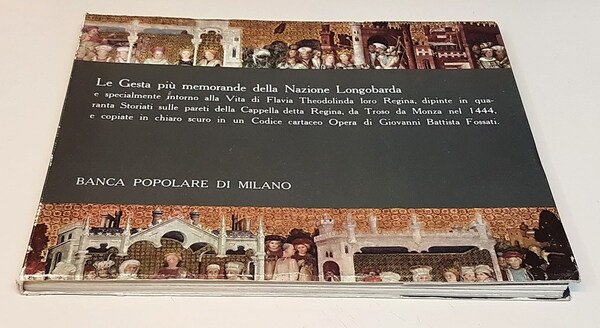 Le Gesta più memorande della Nazione Longobarda
e specialmente intorno alla Vita di Flavia Theodolinda loro Regina, dipinte in qua-
ranta Storiati sulle pareti della Cappella detta Regina, da Troso da Monza nel 1444,
e copiate in chiaro scuro in un Codice cartaceo Opera di Giovanni Battista Fossati.
BANCA POPOLARE DI MILANO